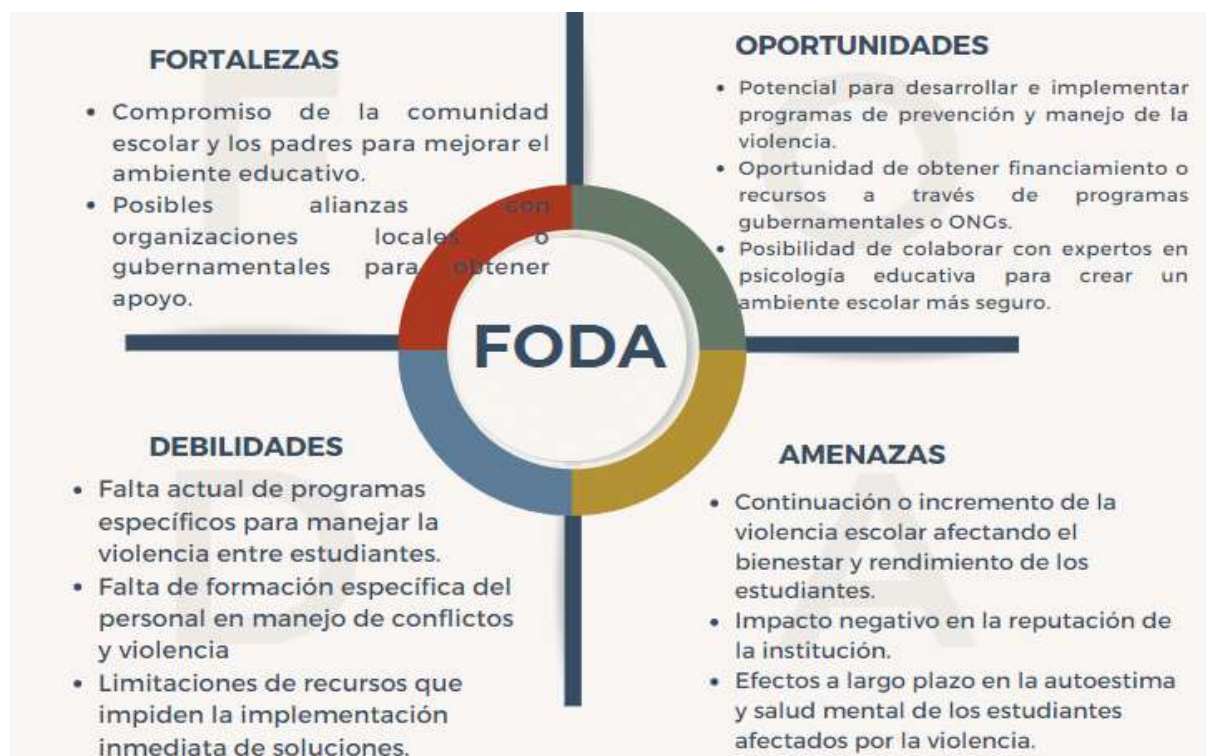 FORTALEZAS
• Compromiso de la comunidad
escolar y los padres para mejorar el
ambiente educativo.
• Posibles alianzas con
organizaciones locales o
gubernamentales para obtener
apoyo.
OPORTUNIDADES
• Potencial para desarrollar e implementar
programas de prevención y manejo de la
violencia.
• Oportunidad de obtener financiamiento o
recursos a través de programas
gubernamentales o ONGs.
• Posibilidad de colaborar con expertos en
psicología educativa para crear un
ambiente escolar más seguro.
FODA
DEBILIDADES
• Falta actual de programas
específicos para manejar la
violencia entre estudiantes.
• Falta de formación específica del
personal en manejo de conflictos
y violencia
• Limitaciones de recursos que
impiden la implementación
inmediata de soluciones.
AMENAZAS
• Continuación o incremento de la
violencia escolar afectando el
bienestar y rendimiento de los
estudiantes.
• Impacto negativo en la reputación de
la institución.
• Efectos a largo plazo en la autoestima
y salud mental de los estudiantes
afectados por la violencia.
F
O
D
A